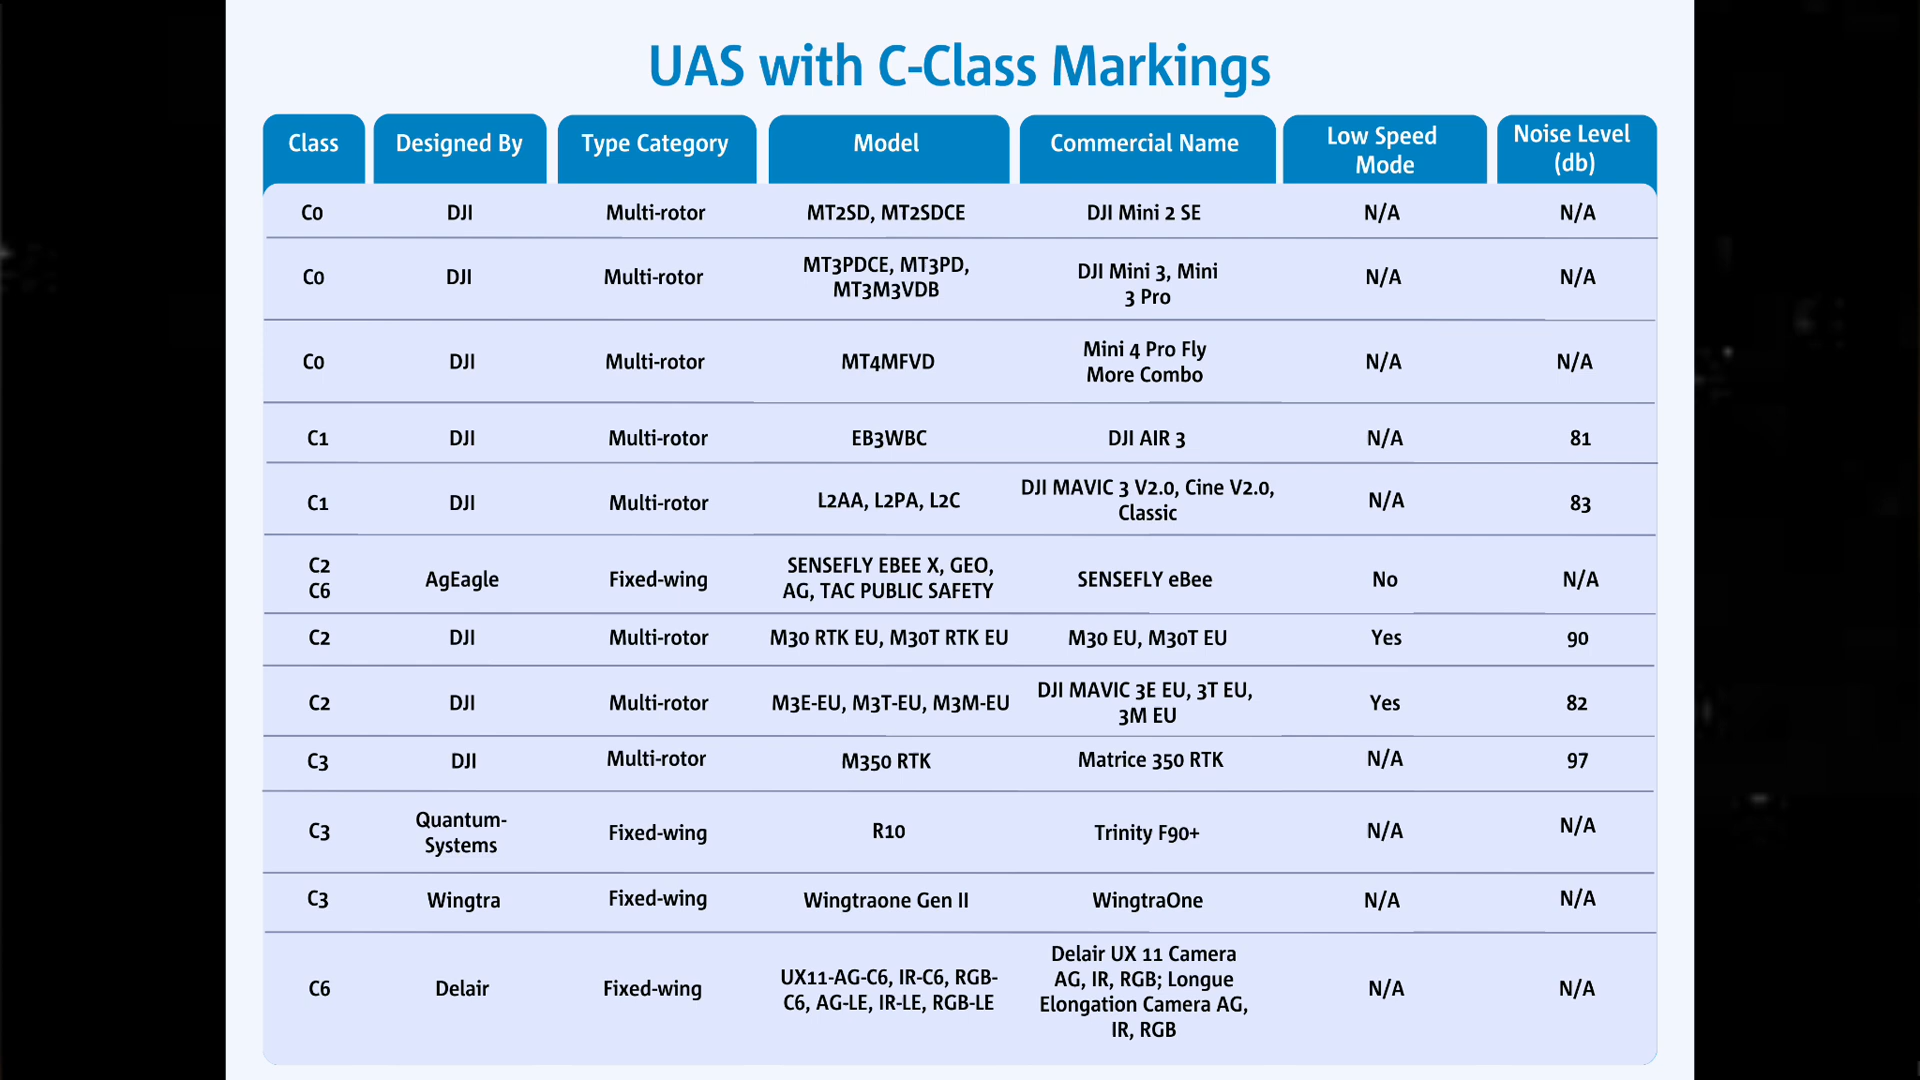 UAS with C-Class Markings
Class Designed By Type Category Model Commercial Name Low Speed Mode Noise Level (db)
C0 DJI Multi-rotor MT2SD, MT2SDCE DJI Mini 2 SE N/A N/A
C0 DJI Multi-rotor MT3PDCE, MT3PD, MT3M3VDB DJI Mini 3, Mini 3 Pro N/A N/A
C0 DJI Multi-rotor MT4MFVD Mini 4 Pro Fly More Combo N/A N/A
C1 DJI Multi-rotor EB3WBC DJI AIR 3 N/A 81
C1 DJI Multi-rotor L2AA, L2PA, L2C DJI MAVIC 3 V2.0, Cine V2.0, Classic N/A 83
C2 C6 AgEagle Fixed-wing SENSEFLY EBEE X, GEO, AG, TAC PUBLIC SAFETY SENSEFLY eBee No N/A
C2 DJI Multi-rotor M30 RTK EU, M30T RTK EU M30 EU, M30T EU Yes 90
C2 DJI Multi-rotor M3E-EU, M3T-EU, M3M-EU DJI MAVIC 3E EU, 3T EU, 3M EU Yes 82
C3 DJI Multi-rotor M350 RTK Matrice 350 RTK N/A 97
C3 Quantum-Systems Fixed-wing R10 Trinity F90+ N/A N/A
C3 Wingtra Fixed-wing Wingtraone Gen II WingtraOne N/A N/A
C6 Delair Fixed-wing UX11-AG-C6, IR-C6, RGB-C6, AG-LE, IR-LE, RGB-LE Delair UX 11 Camera AG, IR, RGB; Longue Elongation Camera AG, IR, RGB N/A N/A